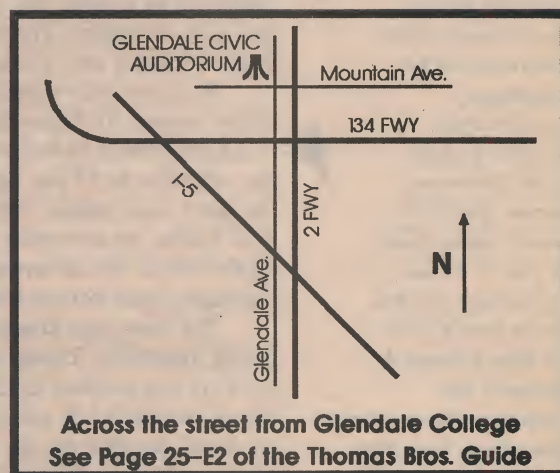 GLENDALE CIVIC
AUDITORIUM
Mountain Ave.
134 FWY
I-5
2 FWY
Glendale Ave.
N
Across the street from Glendale College
See Page 25-E2 of the Thomas Bros. Guide